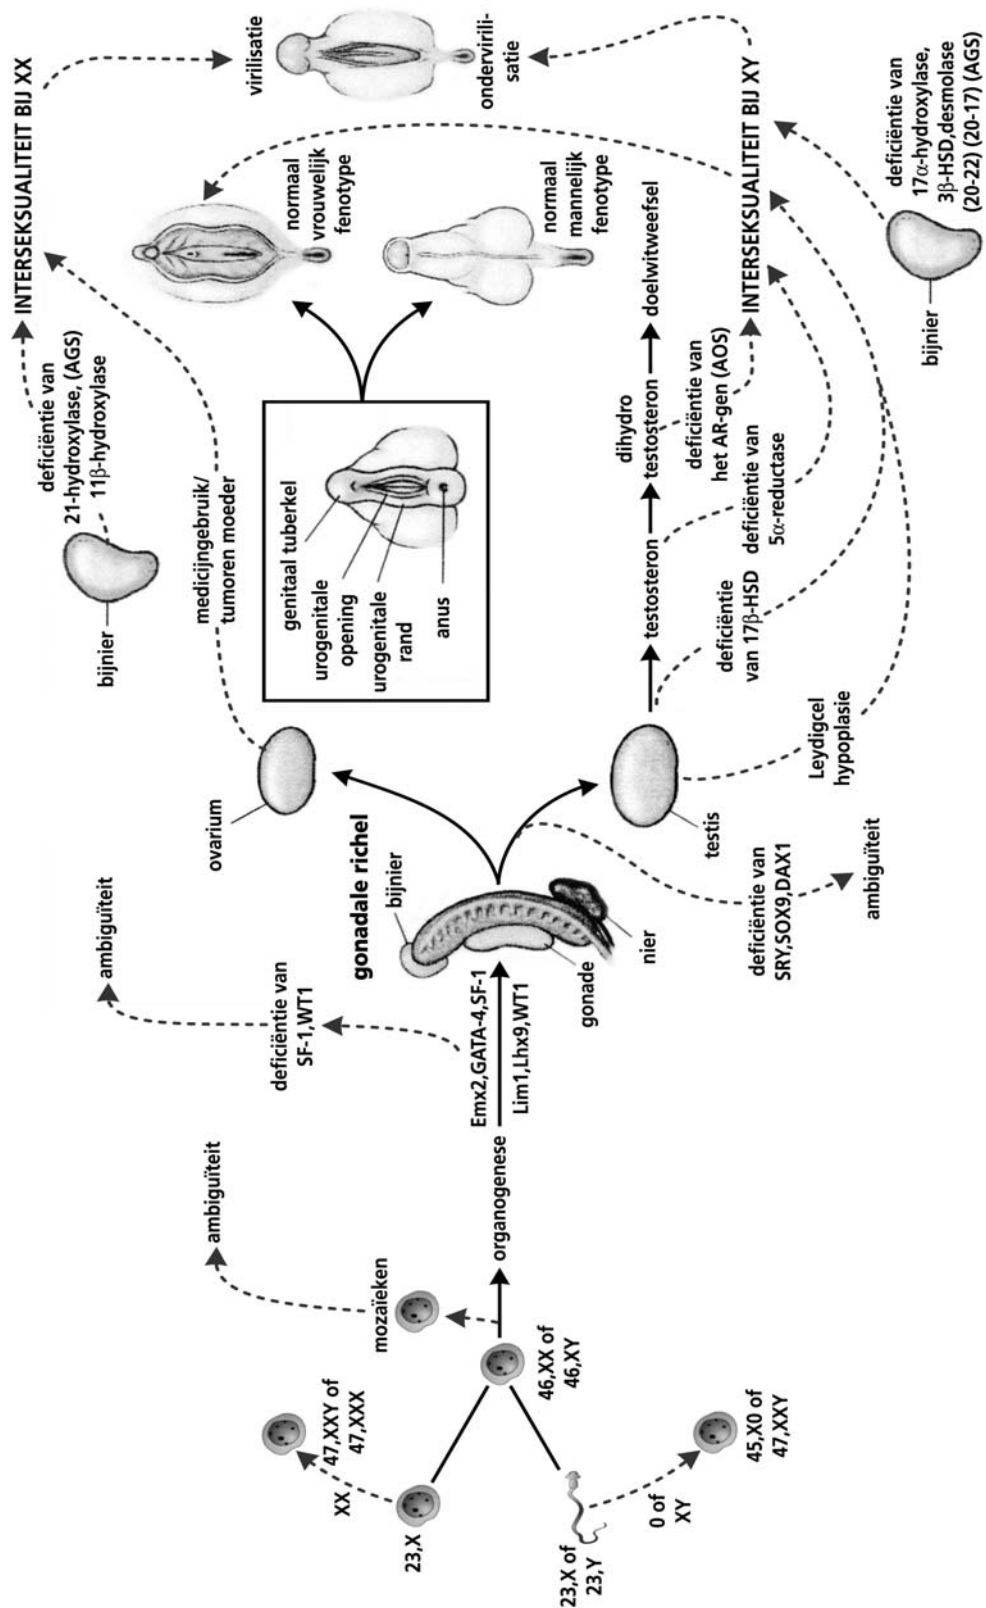 23,X
XX
47,XXY of
47,XXX
23,X of
23,Y
0 of
XY
45,X0 of
47,XXY
46,XX of
46,XY
mozaïeken
ambiguïteit
organogenese
Emx2,GATA-4,SF-1
Lim1,Lhx9,WT1
deficiëntie van
SF-1,WT1
ambiguïteit
gonadale richel
bijnier
gonade
nier
deficiëntie van
SRY,SOX9,DAX1
ambiguïteit
ovarium
testis
medicijngebruik/
tumoren moeder
bijnier
deficiëntie van
21-hydroxylase, (AGS)
11β-hydroxylase
INTERSEKSUALITEIT BIJ XX
genitaal tuberkel
urogenitale
opening
urogenitale
rand
anus
normaal
vrouwelijk
fenotype
normaal
mannelijk
fenotype
virilisatie
ondervirili-
satie
testosteron
dihydro
testosteron
doelwitweefsel
Leydigcel
hypoplasie
deficiëntie
van 17β-HSD
deficiëntie van
5α-reductase
deficiëntie van
het AR-gen (AOS)
INTERSEKSUALITEIT BIJ XY
bijnier
deficiëntie van
17α-hydroxylase,
3β-HSD,desmolase
(20-22) (20-17) (AGS)